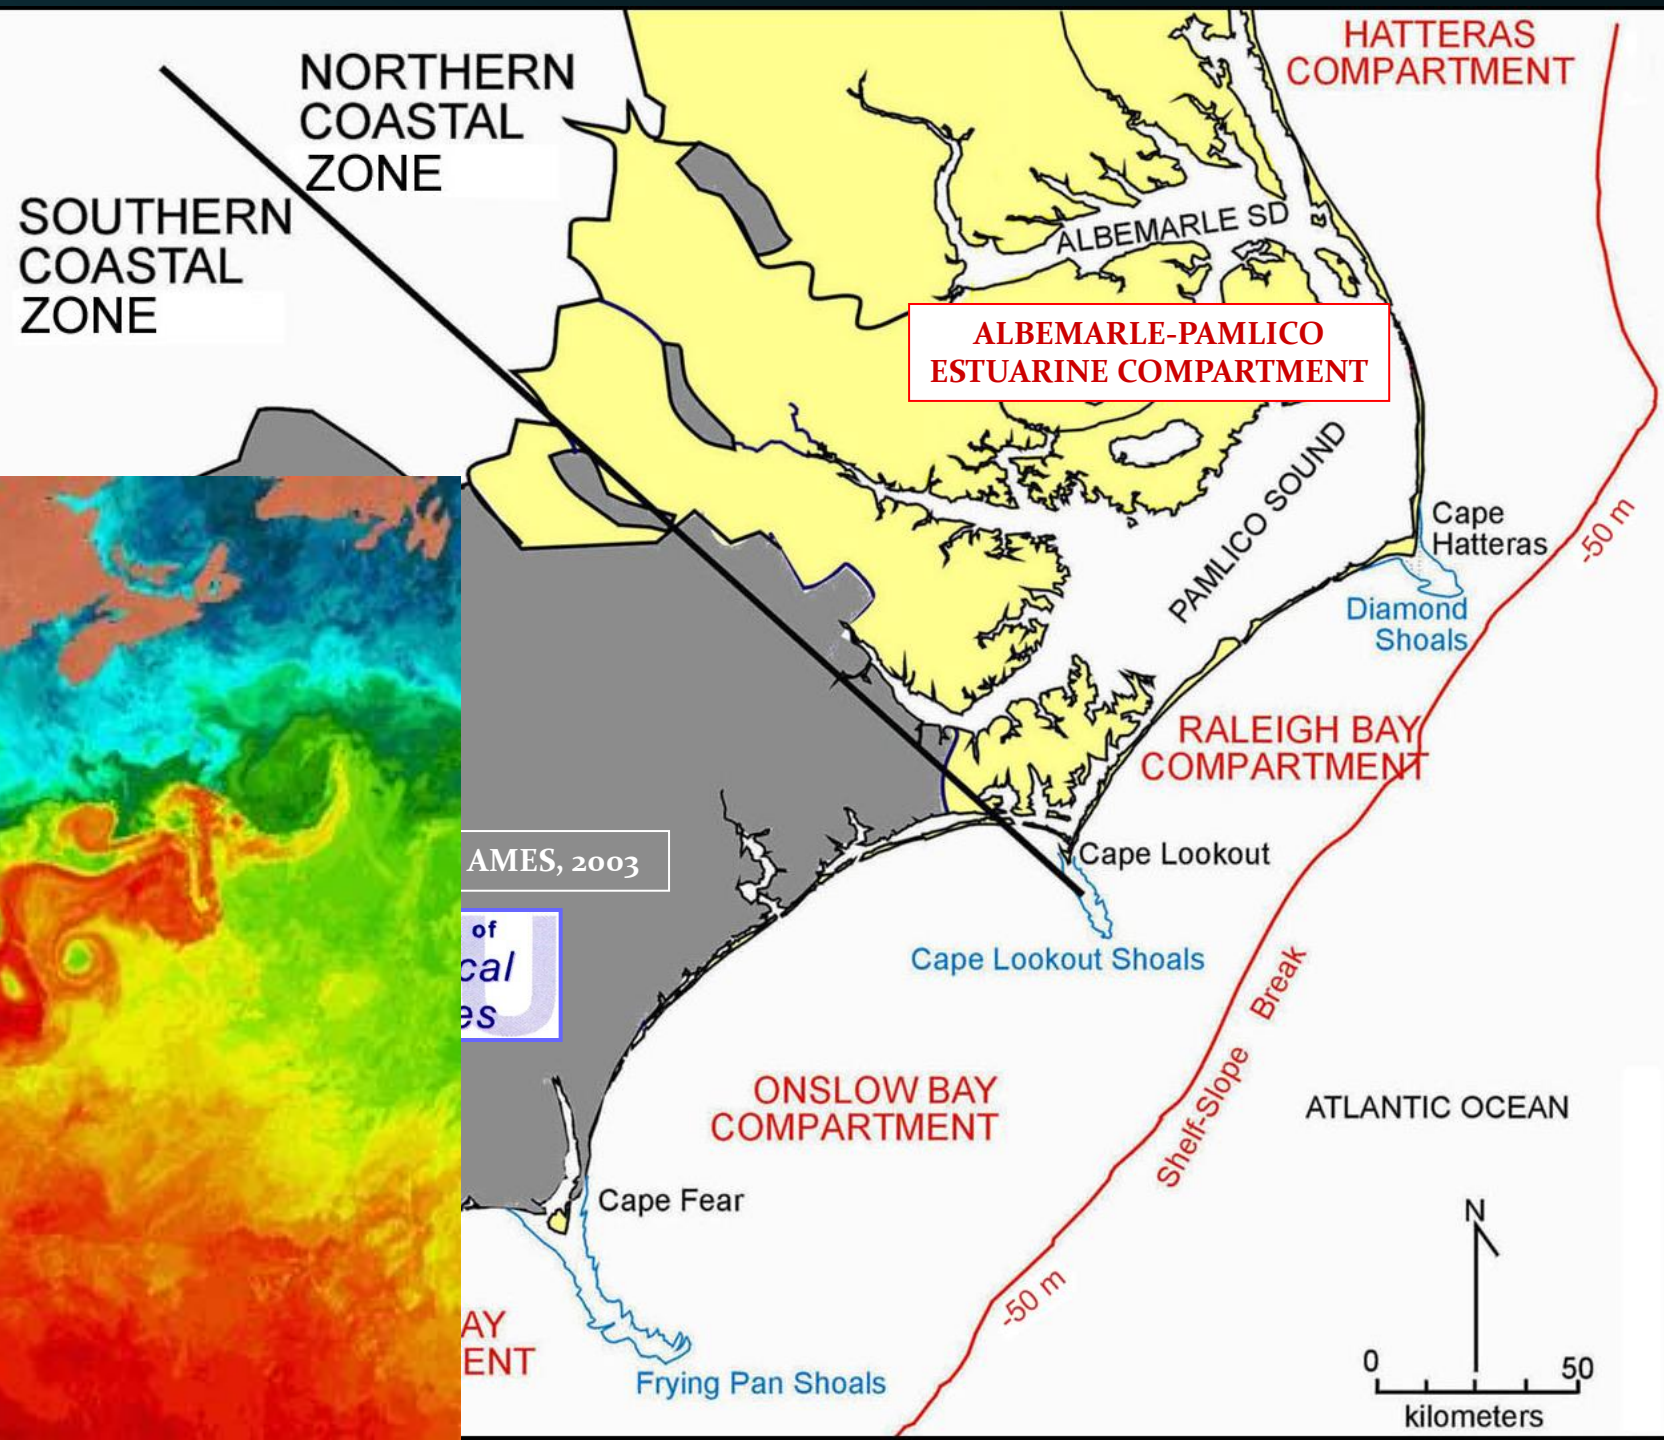 HATTERAS
COMPARTMENT
NORTHERN
COASTAL
ZONE
SOUTHERN
COASTAL
ZONE
ALBEMARLE SD
ALBEMARLE-PAMLICO
ESTUARINE COMPARTMENT
PAMLICO SOUND
Cape
Hatteras
-50 m
Diamond
Shoals
RALEIGH BAY
COMPARTMENT
Cape Lookout
AMES, 2003
of
cal
es
U
Cape Lookout Shoals
Shelf-Slope Break
ONSLOW BAY
COMPARTMENT
ATLANTIC OCEAN
Cape Fear
N
-50 m
AY
ENT
Frying Pan Shoals
0 50
kilometers